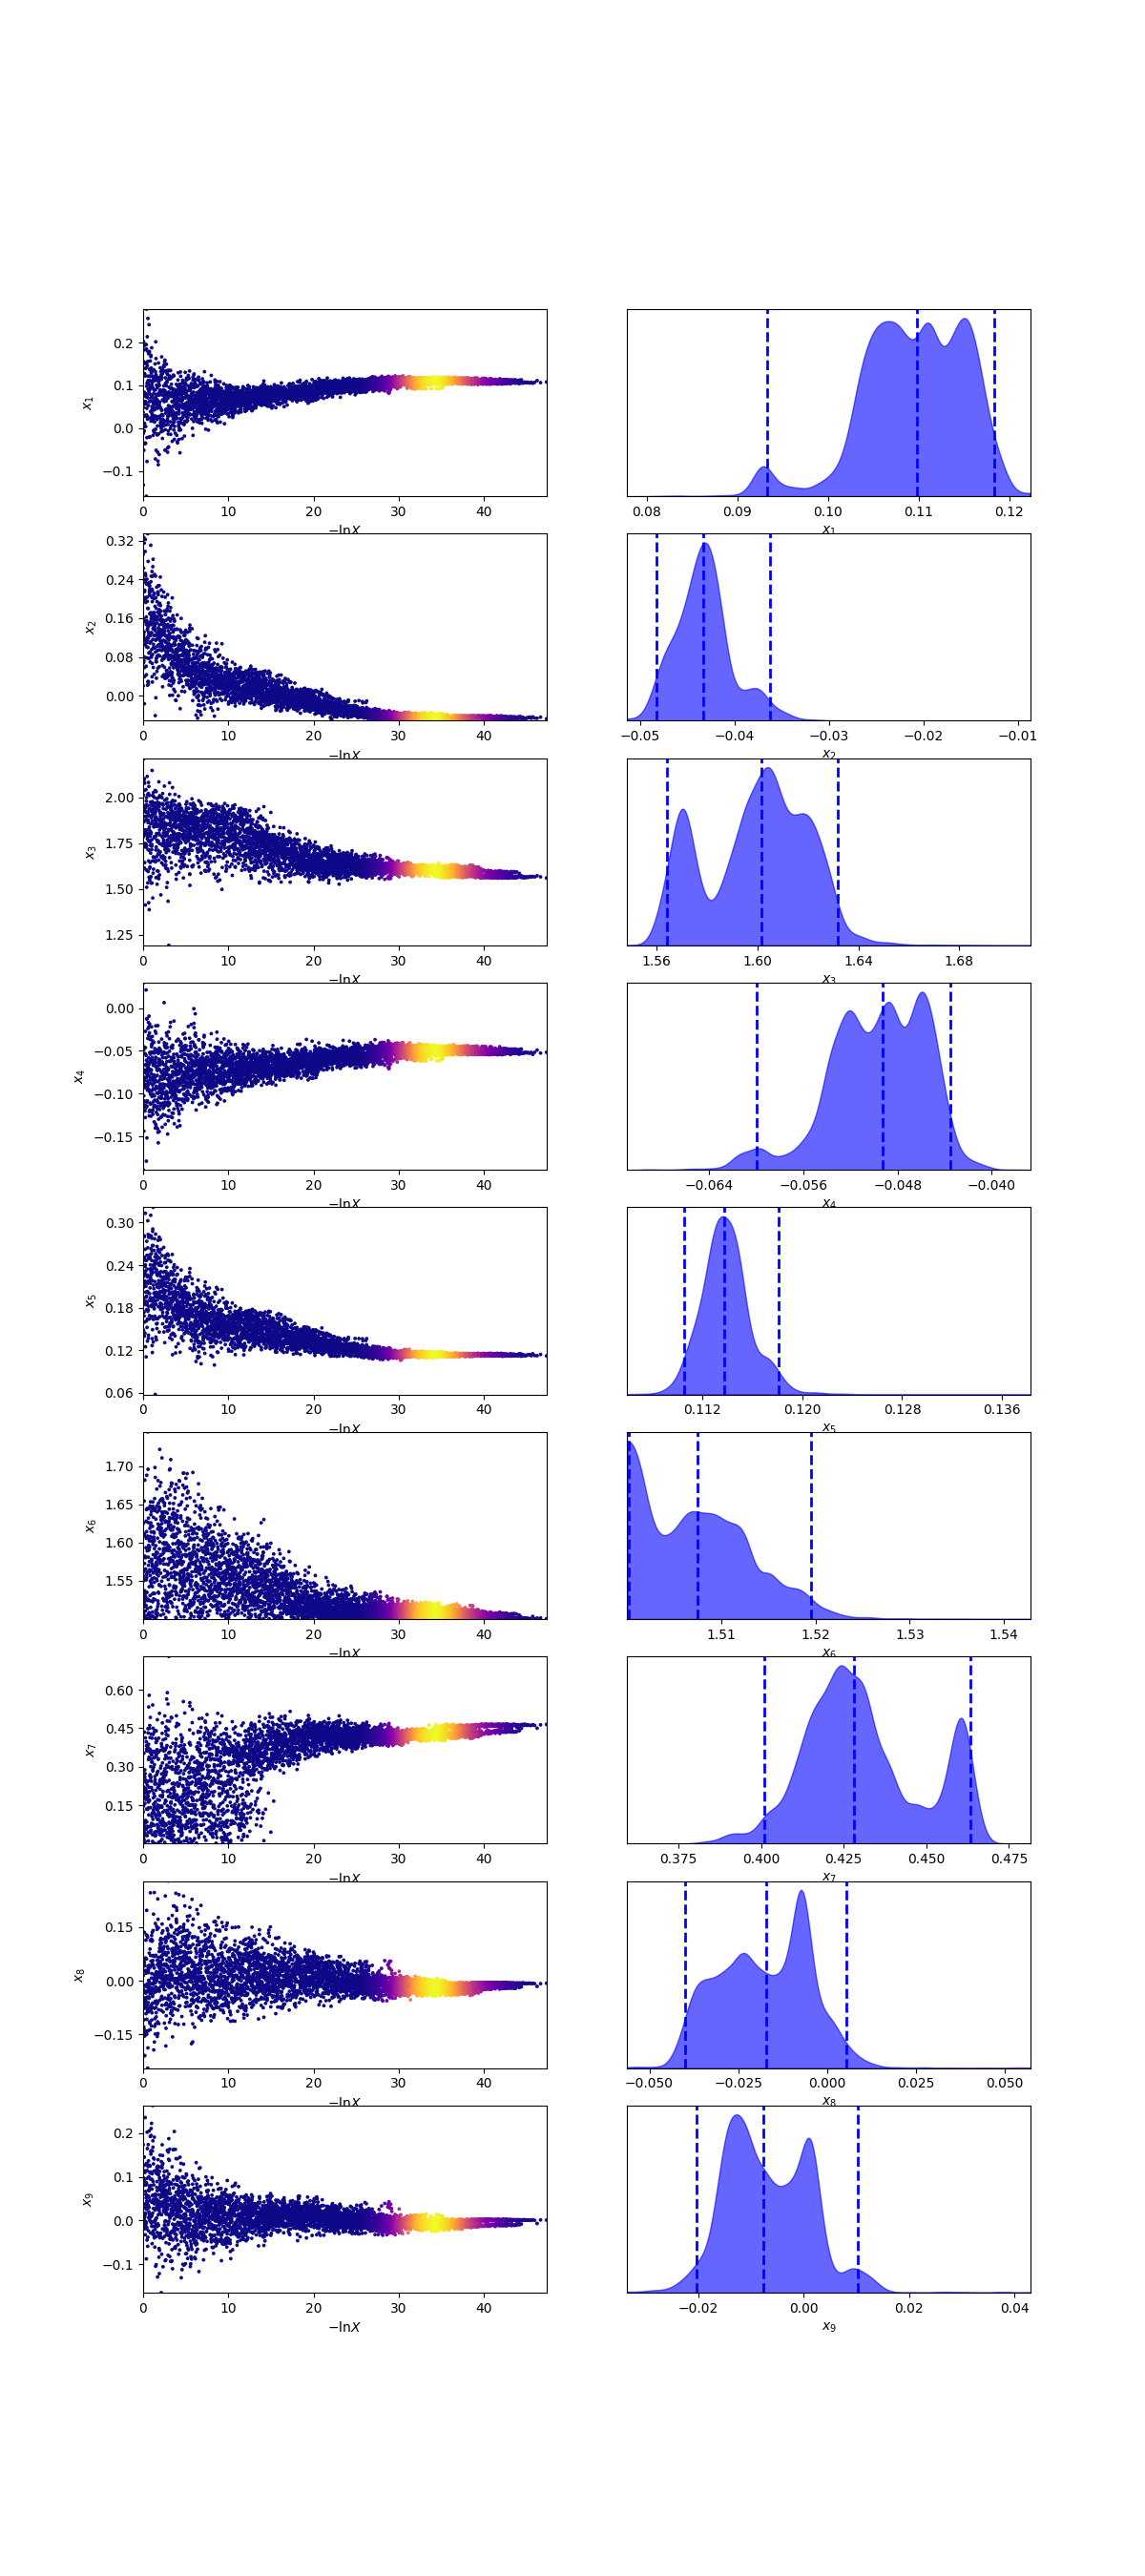 0.2
0.1
0.0
−0.1
x₁
0 10 20 30 40
−lnX
0.08 0.09 0.10 0.11 0.12
x₁
0.32
0.24
0.16
0.08
0.00
x₂
0 10 20 30 40
−lnX
−0.05 −0.04 −0.03 −0.02 −0.01
x₂
2.00
1.75
1.50
1.25
x₃
0 10 20 30 40
−lnX
1.56 1.60 1.64 1.68
x₃
0.00
−0.05
−0.10
−0.15
x₄
0 10 20 30 40
−lnX
−0.064 −0.056 −0.048 −0.040
x₄
0.30
0.24
0.18
0.12
0.06
x₅
0 10 20 30 40
−lnX
0.112 0.120 0.128 0.136
x₅
1.70
1.65
1.60
1.55
x₆
0 10 20 30 40
−lnX
1.51 1.52 1.53 1.54
x₆
0.60
0.45
0.30
0.15
x₇
0 10 20 30 40
−lnX
0.375 0.400 0.425 0.450 0.475
x₇
0.15
0.00
−0.15
x₈
0 10 20 30 40
−lnX
−0.050 −0.025 0.000 0.025 0.050
x₈
0.2
0.1
0.0
−0.1
x₉
0 10 20 30 40
−lnX
−0.02 0.00 0.02 0.04
x₉